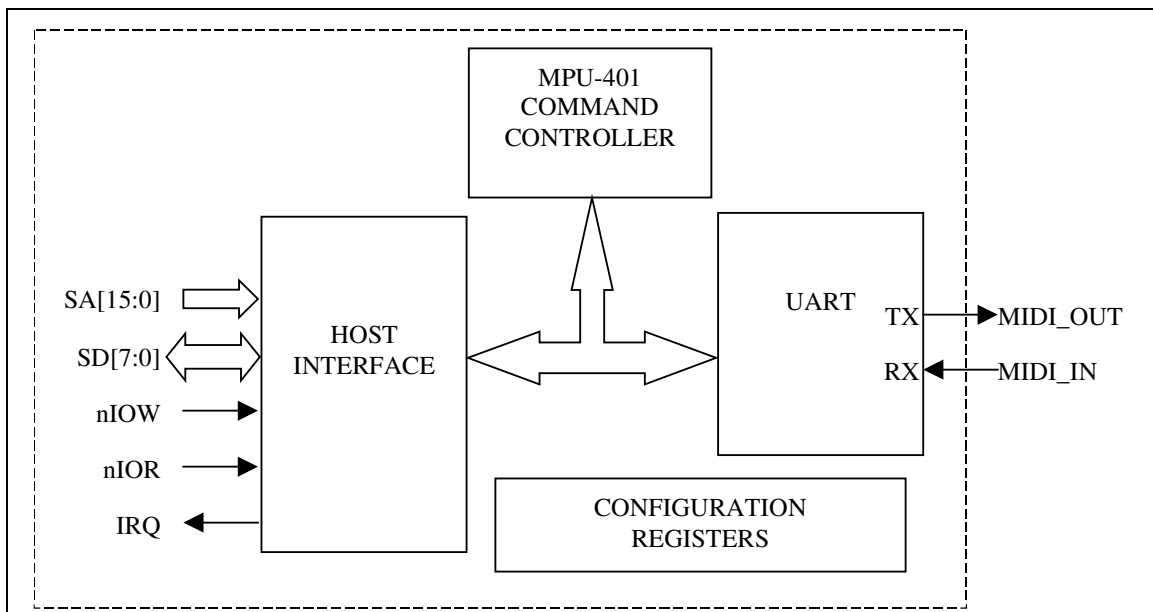 MPU-401
COMMAND
CONTROLLER
SA[15:0]
SD[7:0]
nIOW
nIOR
IRQ
HOST
INTERFACE
UART
TX
RX
MIDI_OUT
MIDI_IN
CONFIGURATION
REGISTERS